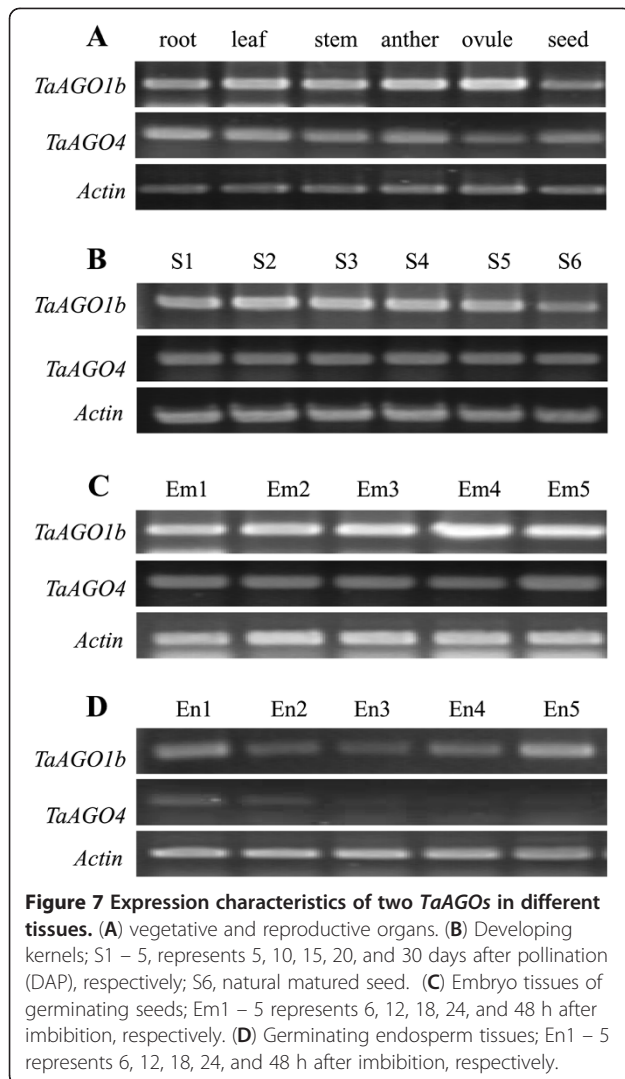 A root leaf stem anther ovule seed
TaAGO1b
TaAGO4
Actin
B S1 S2 S3 S4 S5 S6
TaAGO1b
TaAGO4
Actin
C Em1 Em2 Em3 Em4 Em5
TaAGO1b
TaAGO4
Actin
D En1 En2 En3 En4 En5
TaAGO1b
TaAGO4
Actin
Figure 7 Expression characteristics of two TaAGOs in different
tissues. (A) vegetative and reproductive organs. (B) Developing
kernels; S1 – 5, represents 5, 10, 15, 20, and 30 days after pollination
(DAP), respectively; S6, natural matured seed. (C) Embryo tissues of
germinating seeds; Em1 – 5 represents 6, 12, 18, 24, and 48 h after
imbibition, respectively. (D) Germinating endosperm tissues; En1 – 5
represents 6, 12, 18, 24, and 48 h after imbibition, respectively.